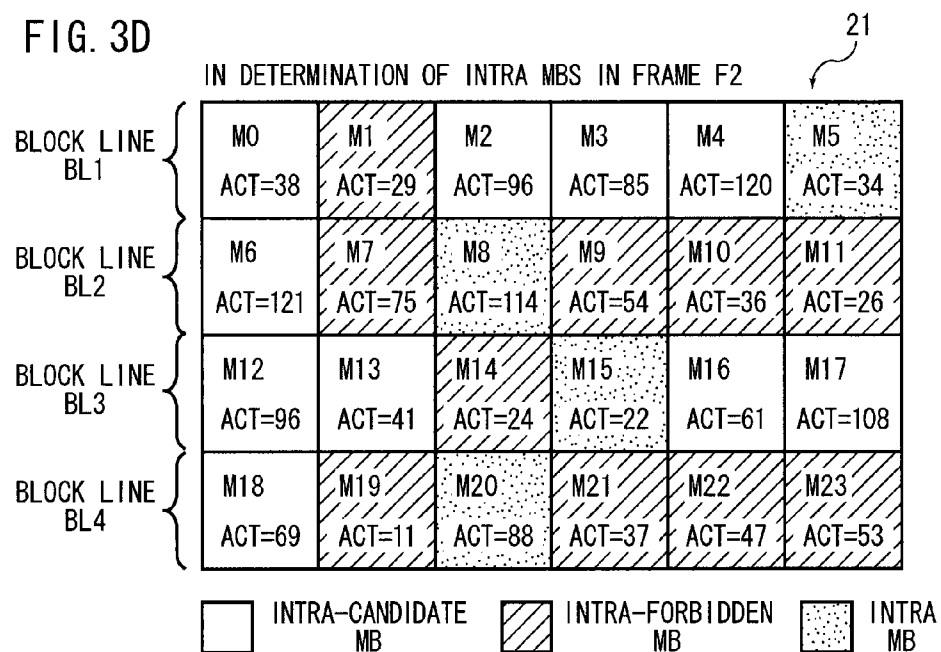 FIG. 3D
21
IN DETERMINATION OF INTRA MBS IN FRAME F2
BLOCK LINE BL1
M0 M1 M2 M3 M4 M5
ACT=38 ACT=29 ACT=96 ACT=85 ACT=120 ACT=34
BLOCK LINE BL2
M6 M7 M8 M9 M10 M11
ACT=121 ACT=75 ACT=114 ACT=54 ACT=36 ACT=26
BLOCK LINE BL3
M12 M13 M14 M15 M16 M17
ACT=96 ACT=41 ACT=24 ACT=22 ACT=61 ACT=108
BLOCK LINE BL4
M18 M19 M20 M21 M22 M23
ACT=69 ACT=11 ACT=88 ACT=37 ACT=47 ACT=53
INTRA-CANDIDATE MB
INTRA-FORBIDDEN MB
INTRA MB